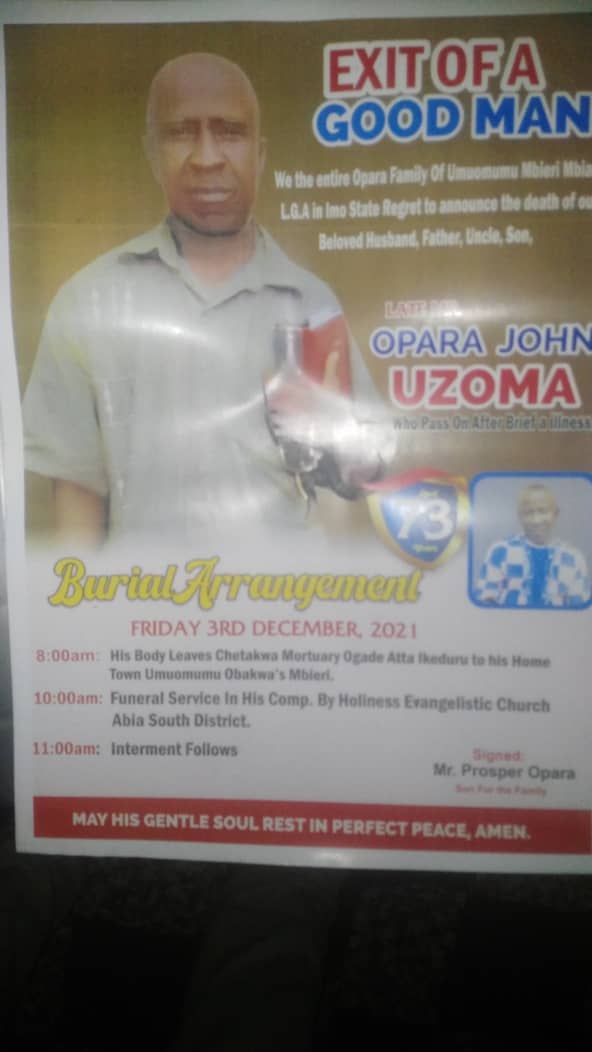 EXIT OF A
GOOD MAN
We the entire Opara Family Of Umuomumu Mbieri Mbia
L.G.A in Imo State Regret to announce the death of ou
Beloved Husband, Father, Uncle, Son,
LATE MR.
OPARA JOHN
UZOMA
Who Pass On After Brief a illness
73
Burial Arrangement
FRIDAY 3RD DECEMBER, 2021
8:00am: His Body Leaves Chetakwa Mortuary Ogade Atta Ikeduru to his Home
Town Umuomumu Obakwa's Mbieri.
10:00am: Funeral Service In His Comp. By Holiness Evangelistic Church
Abia South District.
11:00am: Interment Follows
Signed:
Mr. Prosper Opara
Son For the Family
MAY HIS GENTLE SOUL REST IN PERFECT PEACE, AMEN.